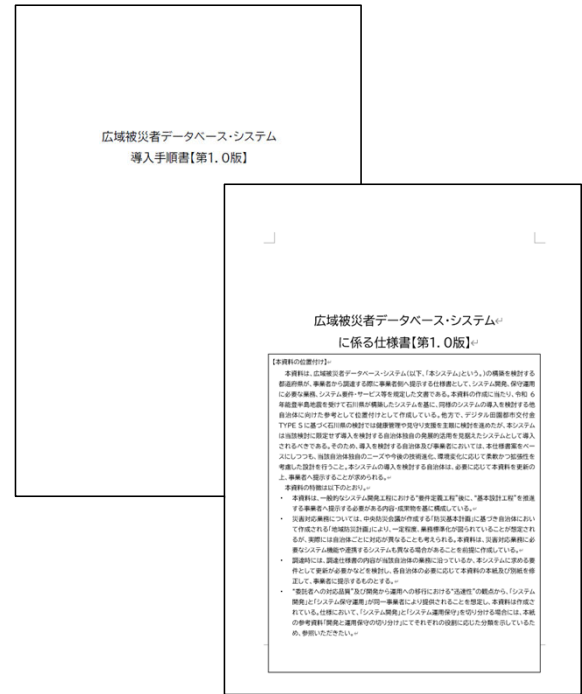 広域被災者データベース・システム
導入手順書【第1.0版】
広域被災者データベース・システム↵
に係る仕様書【第1.0版】↵
【本資料の位置付け】↵
本資料は、広域被災者データベース・システム(以下、「本システム」という。)の構築を検討する
都道府県が、事業者から調達する際に事業者側へ提示する仕様書として、システム開発、保守運用
に必要な業務、システム要件・サービス等を規定した文書である。本資料の作成に当たり、令和 6
年能登半島地震を受けて石川県が構築したシステムを基に、同様のシステムの導入を検討する他
自治体に向けた参考として位置付けとして作成している。他方で、デジタル田園都市交付金
TYPE S に基づく石川県の検討では健康管理や見守り支援を主眼に検討を進めたが、本システム
は当該検討に限定せず導入を検討する自治体独自の発展的活用を見据えたシステムとして導入
されるべきである。そのため、導入を検討する自治体及び事業者においては、本仕様書案をベー
スにしつつも、当該自治体独自のニーズや今後の技術進化、環境変化に応じて柔軟かつ拡張性を
考慮した設計を行うこと。本システムの導入を検討する自治体は、必要に応じて本資料を更新の
上、事業者へ提示することが求められる。↵
本資料の特徴は以下のとおり。↵
・ 本資料は、一般的なシステム開発工程における“要件定義工程”後に、“基本設計工程”を推進
する事業者へ提示する必要がある内容・成果物を基に構成している。↵
・ 災害対応業務については、中央防災会議が作成する「防災基本計画」に基づき自治体におい
て作成される「地域防災計画」により、一定程度、業務標準化が図られていることが想定され
るが、実際には自治体ごとに対応が異なることも考えられる。本資料は、災害対応業務に必
要なシステム機能や連携するシステムも異なる場合があることを前提に作成している。↵
・ 調達時には、調達仕様書の内容が当該自治体の業務に沿っているか、本システムに求める要
件として更新が必要かなどを検討し、各自治体の必要に応じて本資料の本紙及び別紙を修
正して、事業者に提示するものとする。↵
・ “委託者への対応品質”及び開発から運用への移行における“迅速性”の観点から、「システム
開発」と「システム保守運用」が同一事業者により提供されることを想定し、本資料は作成さ
れている。仕様において、「システム開発」と「システム運用保守」を切り分ける場合には、本紙
の参考資料「開発と運用保守の切り分け」にてそれぞれの役割に応じた分類を示しているた
め、参照いただきたい。↵